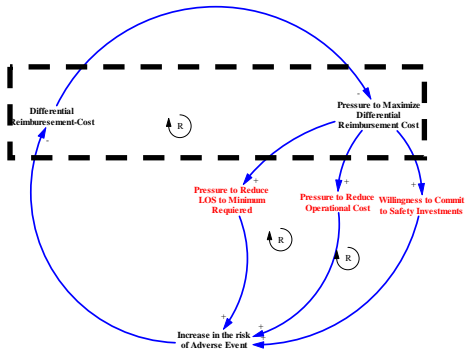 -
Differential
Reimburesement-Cost
-
Pressure to Maximize
Differential
Reimbursement Cost
R
+
Pressure to Reduce
LOS to Minimum
Requiered
+
Pressure to Reduce
Operational Cost
+
Willingness to Commit
to Safety Investments
R
R
+
+
Increase in the risk
of Adverse Event